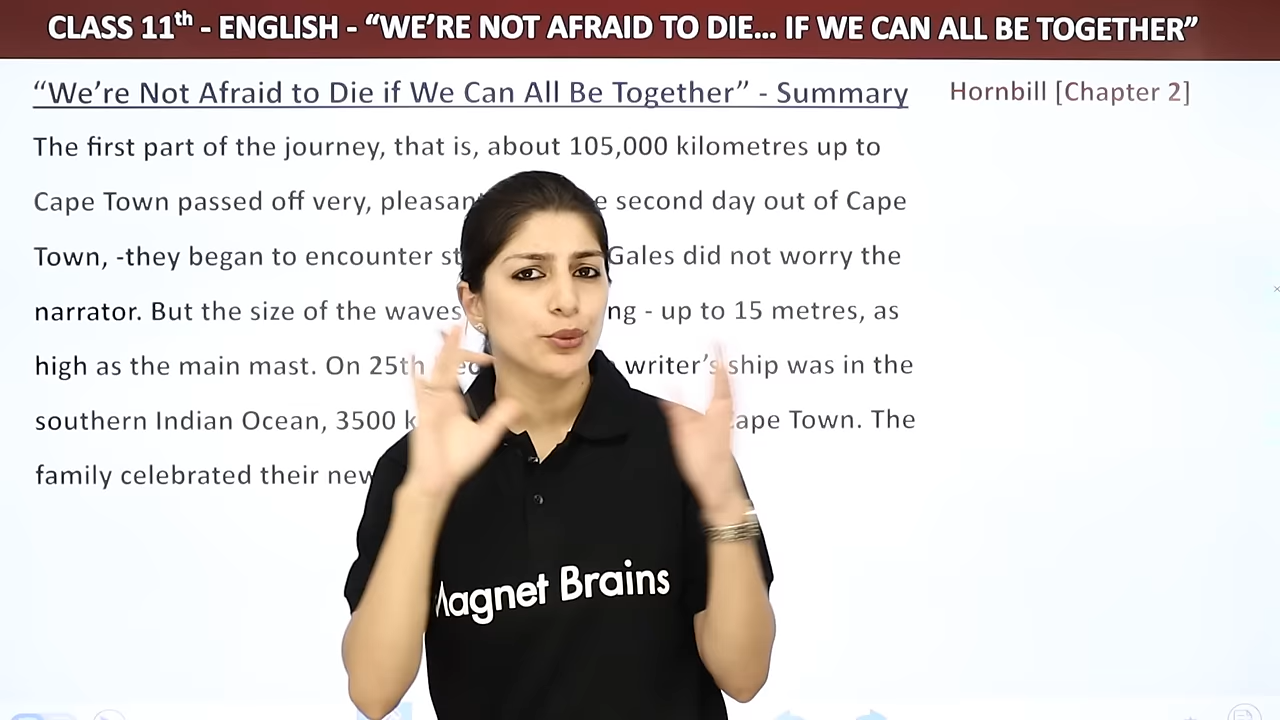 CLASS 11th - ENGLISH - “WE’RE NOT AFRAID TO DIE... IF WE CAN ALL BE TOGETHER”
“We’re Not Afraid to Die if We Can All Be Together” - Summary
Hornbill [Chapter 2]
The first part of the journey, that is, about 105,000 kilometres up to
Cape Town passed off very, second day out of Cape
Town, -they began to encounter Gales did not worry the
narrator. But the size of the waves - up to 15 metres, as
high as the main mast. On 25th writer’s ship was in the
southern Indian Ocean, 3500 Cape Town. The
family celebrated their new
Magnet Brains